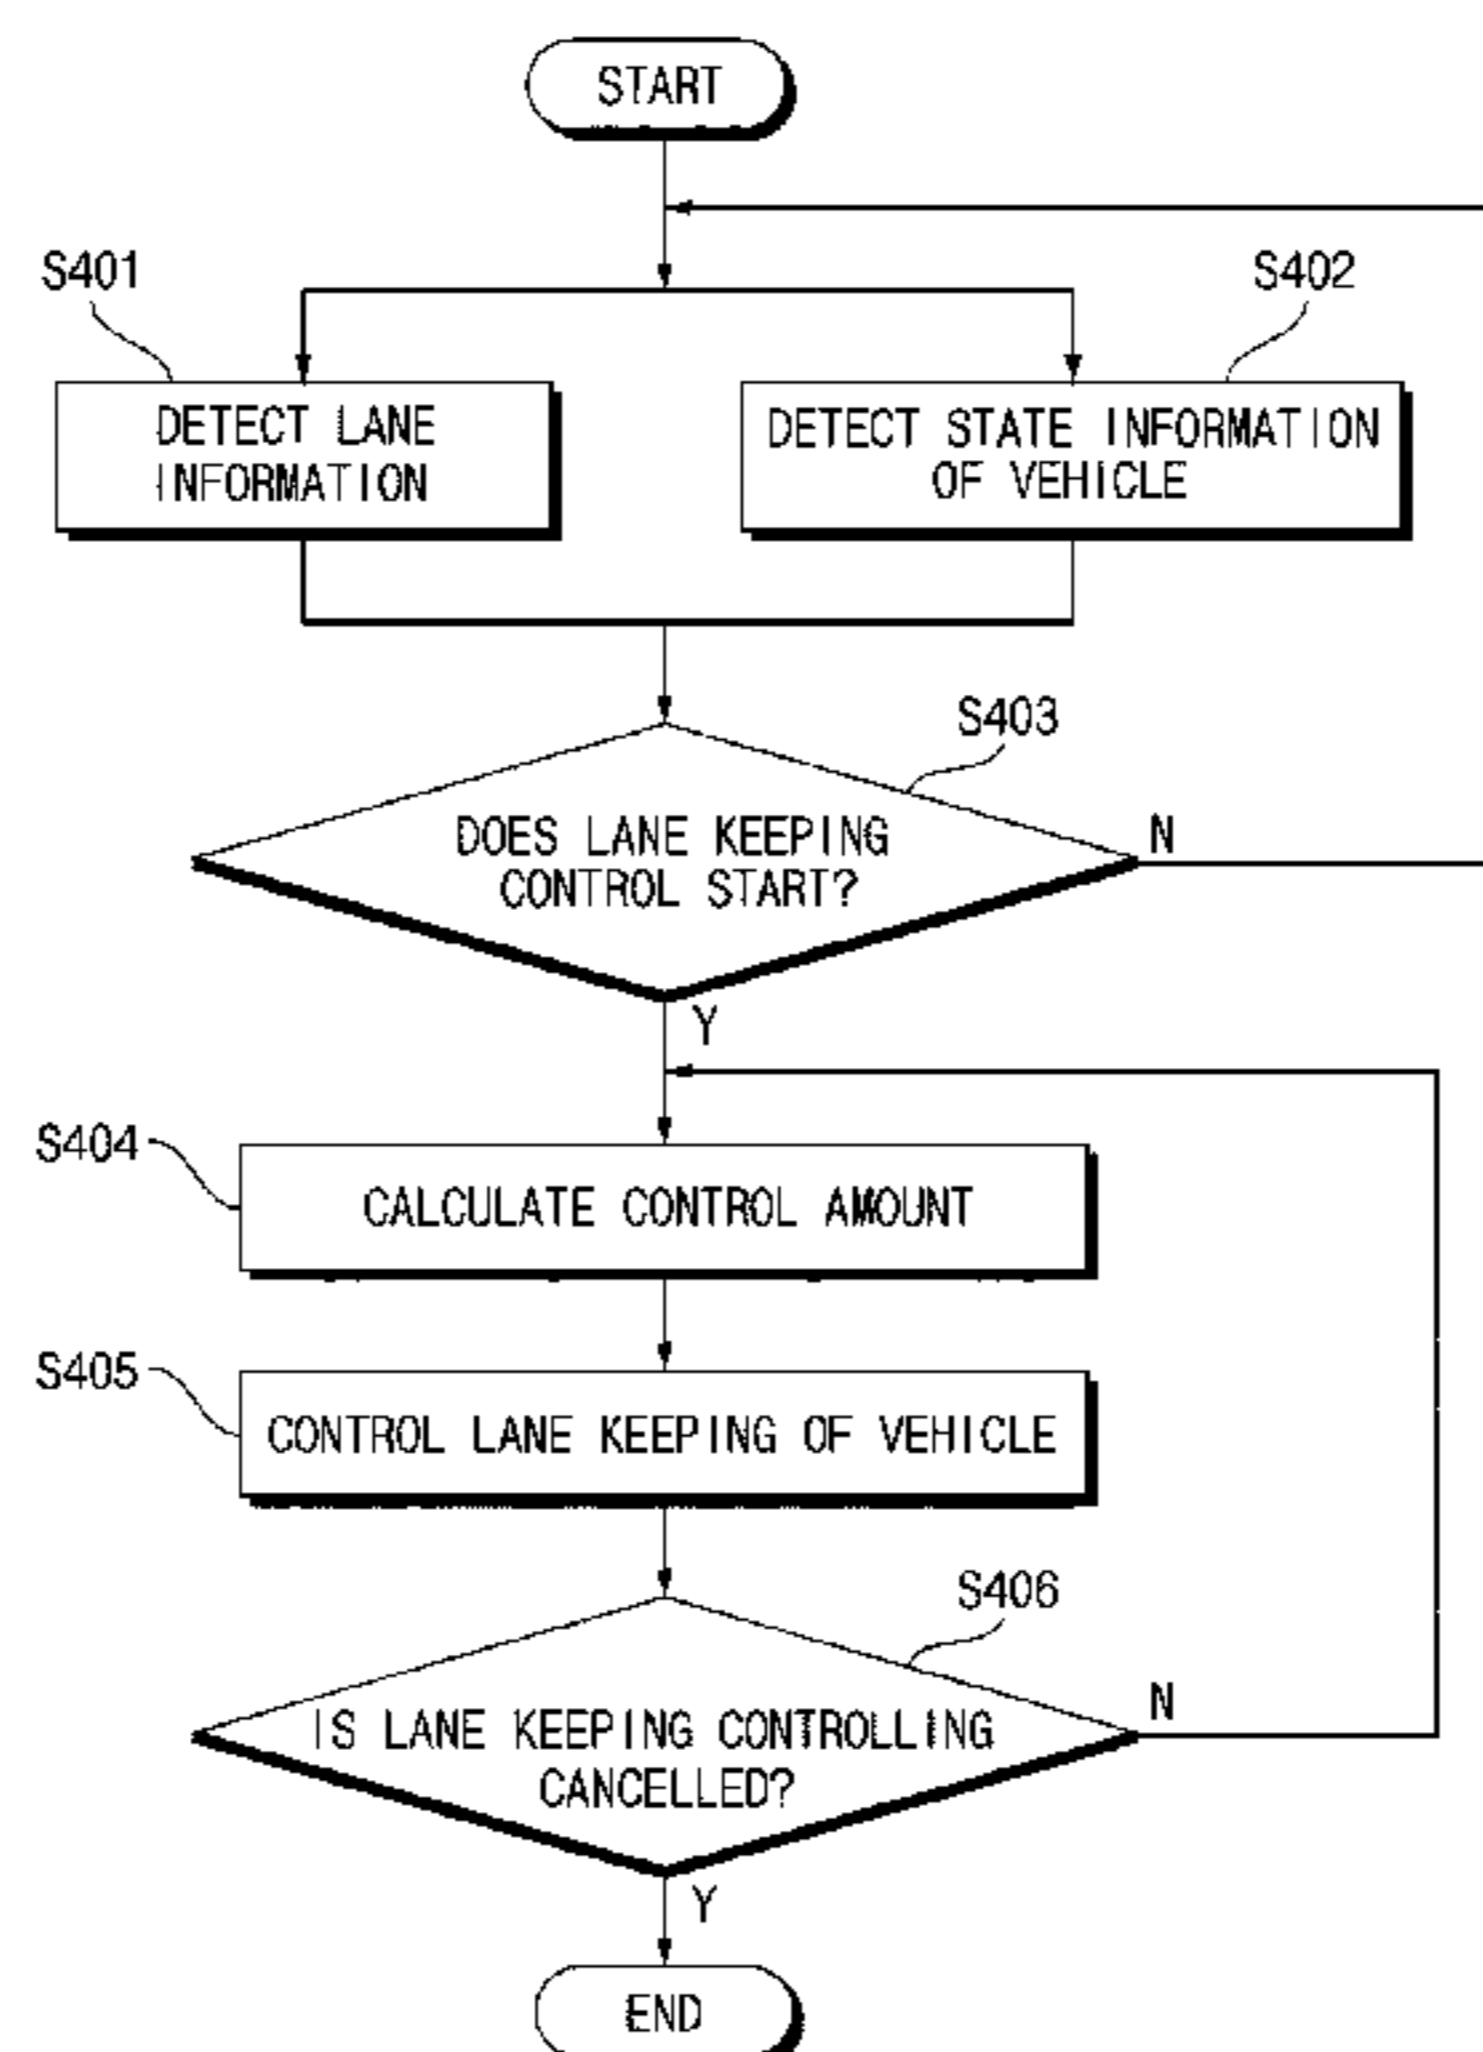 START
S401
S402
DETECT LANE
INFORMATION
DETECT STATE INFORMATION
OF VEHICLE
S403
DOES LANE KEEPING
CONTROL START?
N
Y
S404
CALCULATE CONTROL AMOUNT
S405
CONTROL LANE KEEPING OF VEHICLE
S406
IS LANE KEEPING CONTROLLING
CANCELLED?
N
Y
END